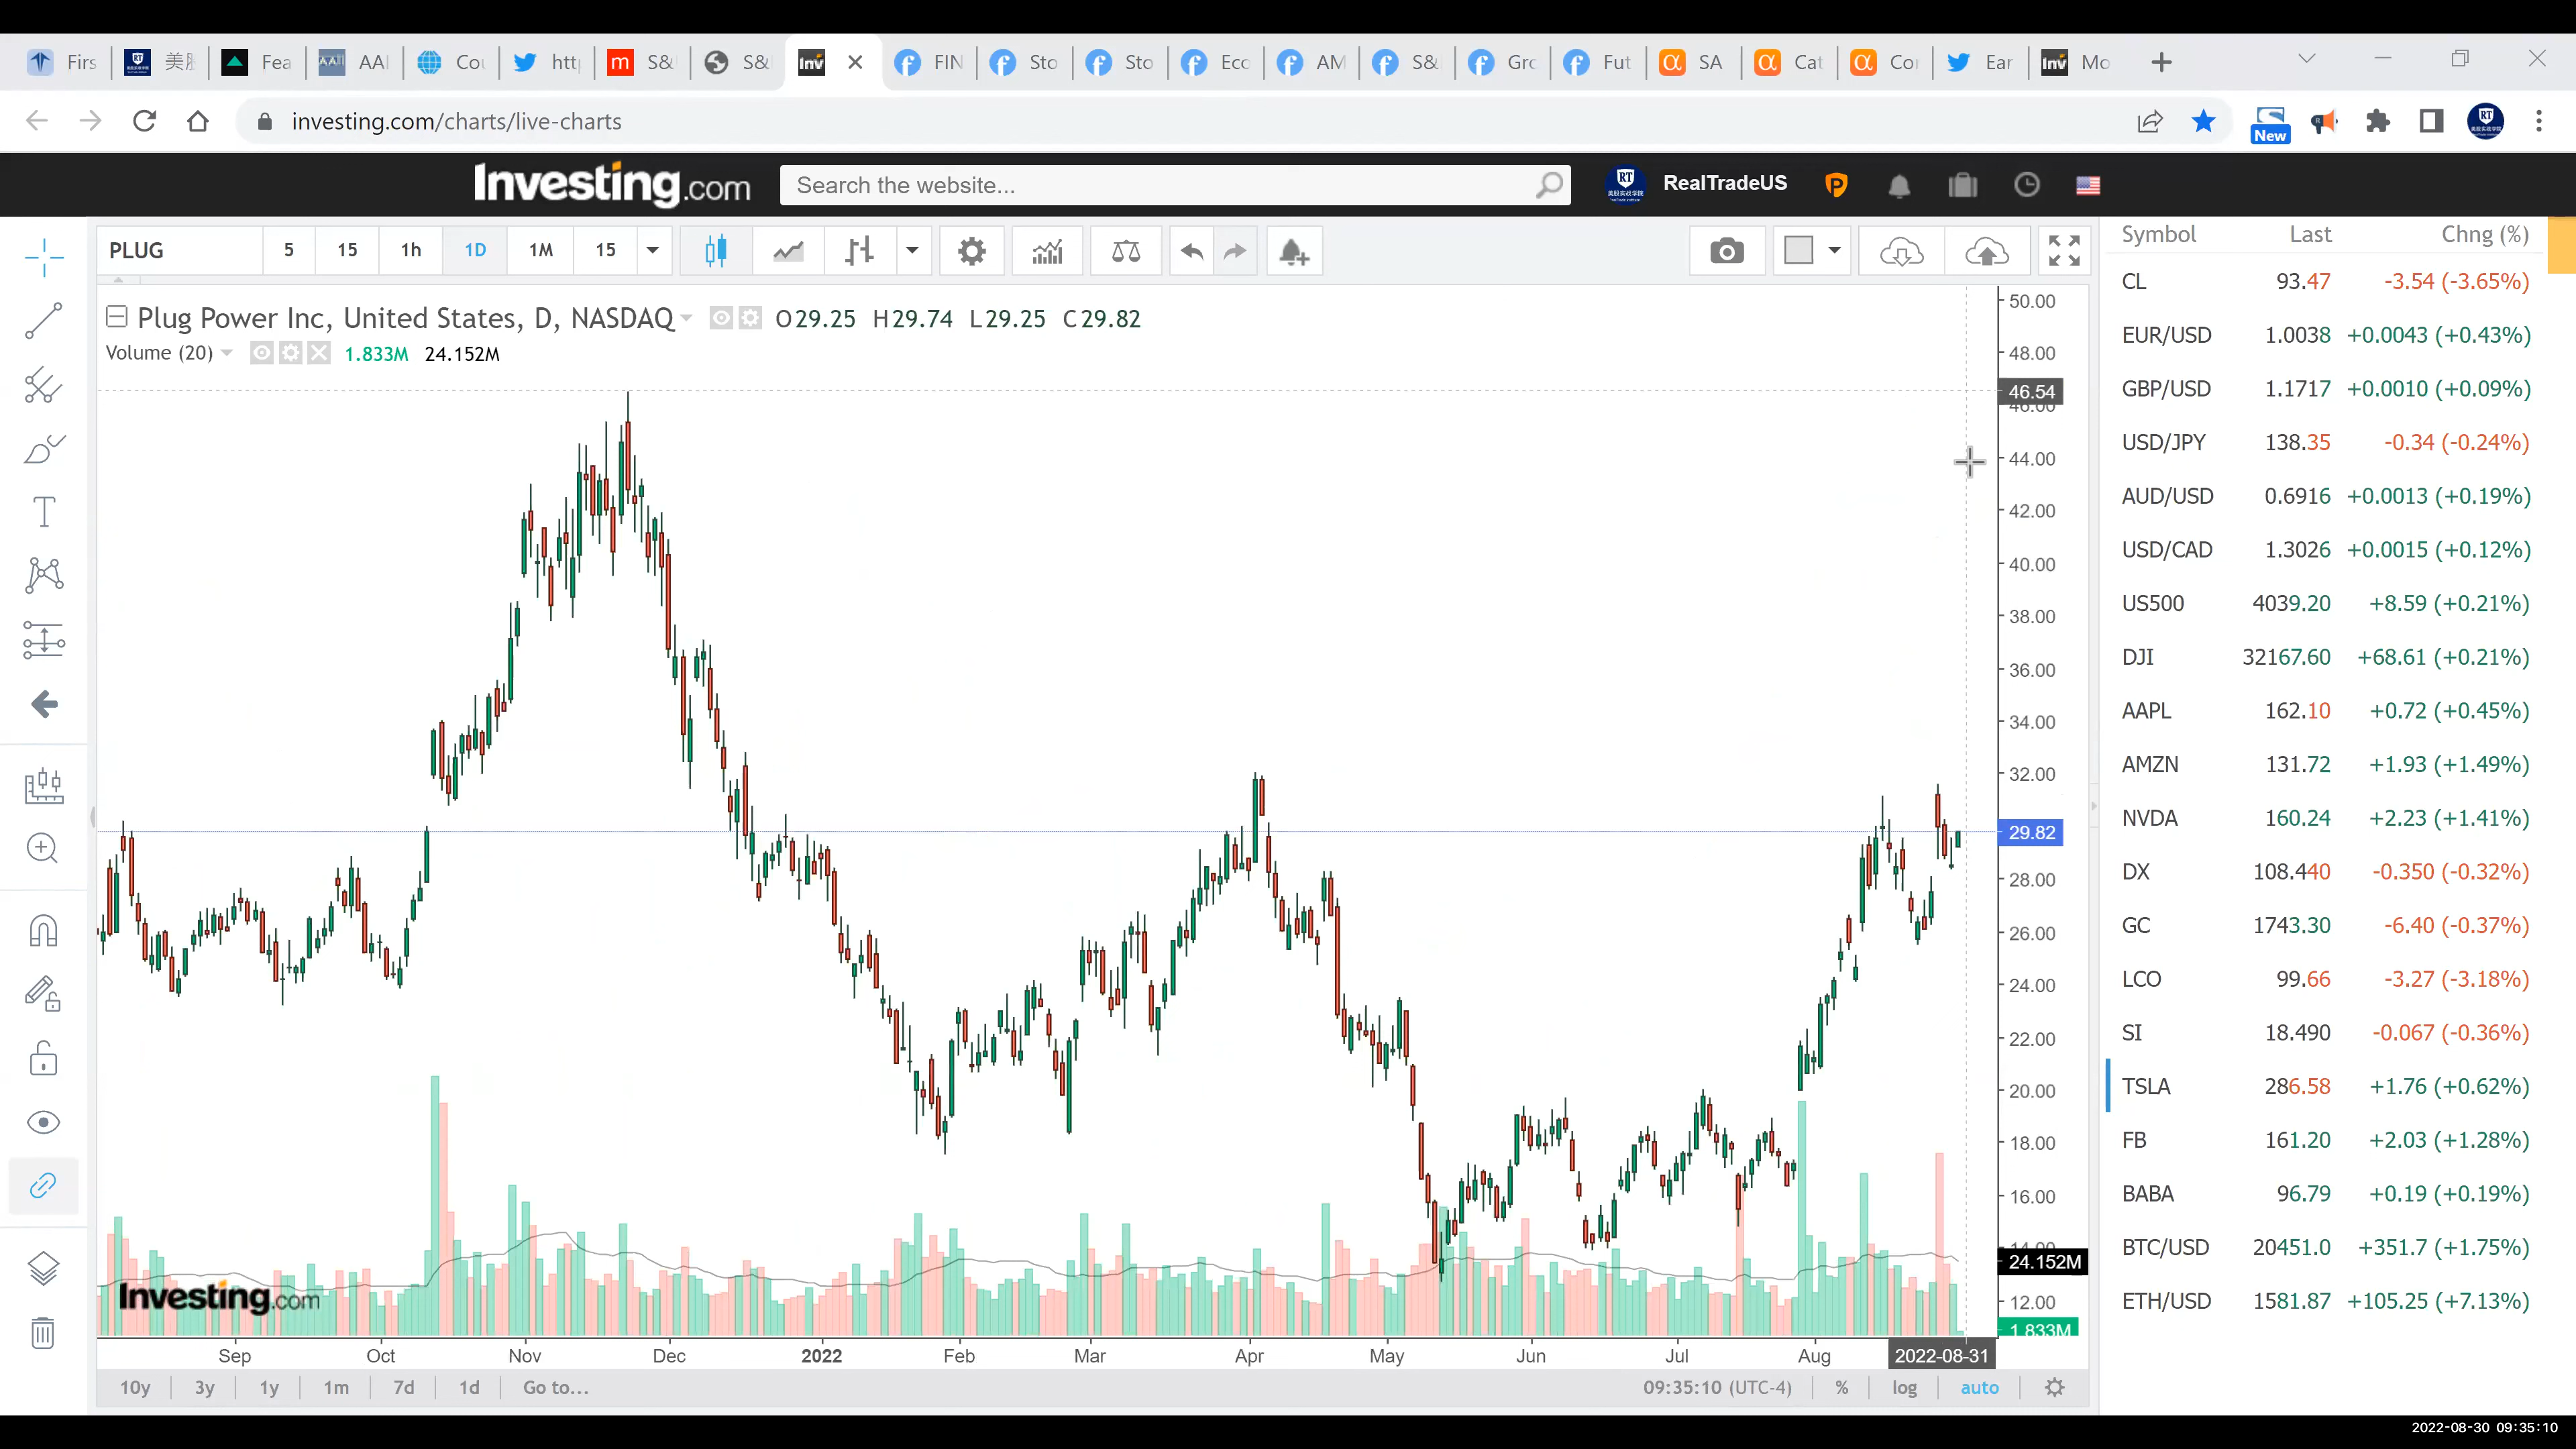 Firs 美股 Fea AAI Cou http S& S& FIN Sto Sto Eco AM S& Gro Fut SA Cat Cor Ear Mo
investing.com/charts/live-charts
New
Investing.com Search the website... RealTradeUS
PLUG 5 15 1h 1D 1M 15
Symbol Last Chng (%)
Plug Power Inc, United States, D, NASDAQ O29.25 H29.74 L29.25 C29.82
Volume (20) 1.833M 24.152M
50.00
48.00
46.54
46.00
44.00
42.00
40.00
38.00
36.00
34.00
32.00
29.82
28.00
26.00
24.00
22.00
20.00
18.00
16.00
14.00
24.152M
12.00
1.833M
CL 93.47 -3.54 (-3.65%)
EUR/USD 1.0038 +0.0043 (+0.43%)
GBP/USD 1.1717 +0.0010 (+0.09%)
USD/JPY 138.35 -0.34 (-0.24%)
AUD/USD 0.6916 +0.0013 (+0.19%)
USD/CAD 1.3026 +0.0015 (+0.12%)
US500 4039.20 +8.59 (+0.21%)
DJI 32167.60 +68.61 (+0.21%)
AAPL 162.10 +0.72 (+0.45%)
AMZN 131.72 +1.93 (+1.49%)
NVDA 160.24 +2.23 (+1.41%)
DX 108.440 -0.350 (-0.32%)
GC 1743.30 -6.40 (-0.37%)
LCO 99.66 -3.27 (-3.18%)
SI 18.490 -0.067 (-0.36%)
TSLA 286.58 +1.76 (+0.62%)
FB 161.20 +2.03 (+1.28%)
BABA 96.79 +0.19 (+0.19%)
BTC/USD 20451.0 +351.7 (+1.75%)
ETH/USD 1581.87 +105.25 (+7.13%)
Investing.com
Sep Oct Nov Dec 2022 Feb Mar Apr May Jun Jul Aug 2022-08-31
10y 3y 1y 1m 7d 1d Go to... 09:35:10 (UTC-4) % log auto
2022-08-30 09:35:10